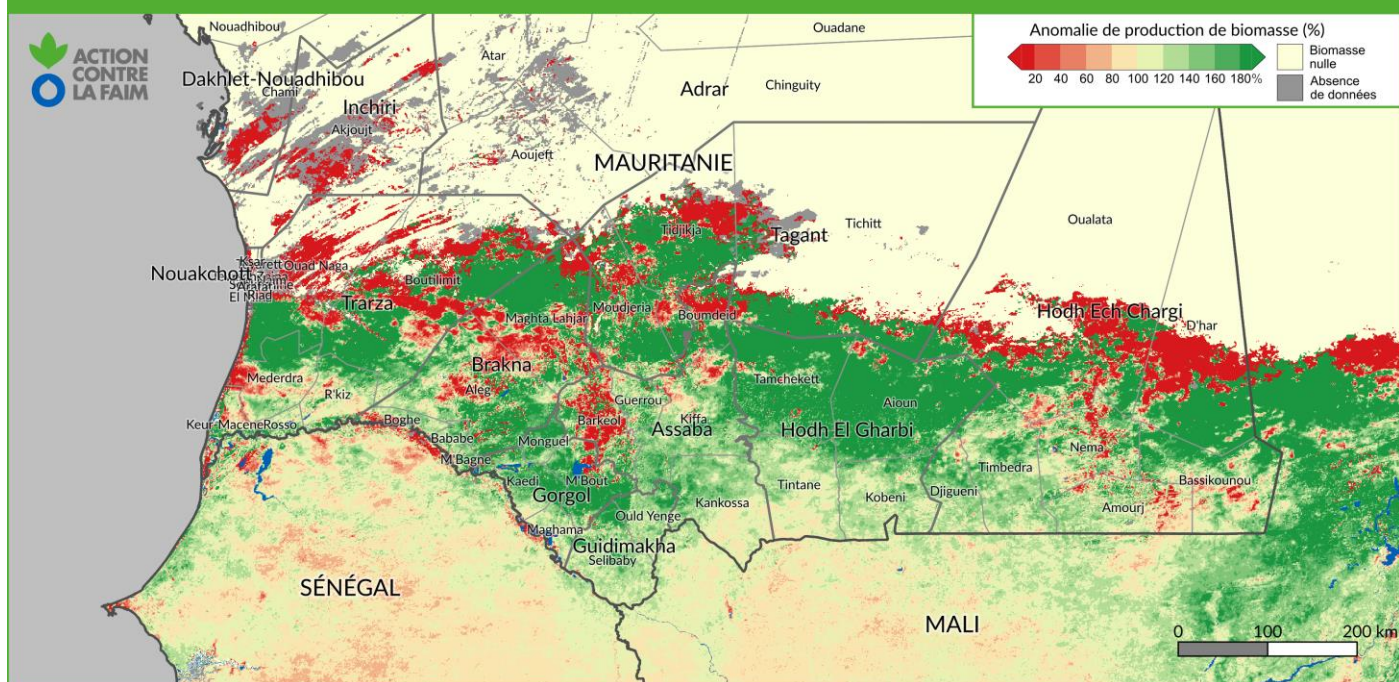 ACTION
CONTRE
LA FAIM
Anomalie de production de biomasse (%)
20 40 60 80 100 120 140 160 180%
Biomasse
nulle
Absence
de données
Nouadhibou
Ouadane
Atar
Dakhlet-Nouadhibou
Chami
Inchiri
Adrar
Chinguity
Akjoujt
Aoujeft
MAURITANIE
Oualata
Tichitt
Tidjikja
Tagant
Ksar
Nouakchott
Ouad Naga
Riad
Boutilimit
Trarza
Moudjeria
Boumdeid
Maghta Lahjar
Hodh Ech Chargi
D'har
Brakna
Mederdra
R'kiz
Aleg
Tamchekett
Guerrou
Aioun
Keur-Macene
Rosso
Boghe
Barkeol
Kiffa
Assaba
Hodh El Gharbi
Bababe
Monguel
Nema
M'Bagne
Timbedra
Kaedi
M'Bout
Tintane
Bassikounou
Gorgol
Kankossa
Kobeni
Djigueni
Amourj
Ould Yenge
Maghama
Guidimakha
Selibaby
SÉNÉGAL
MALI
0 100 200 km